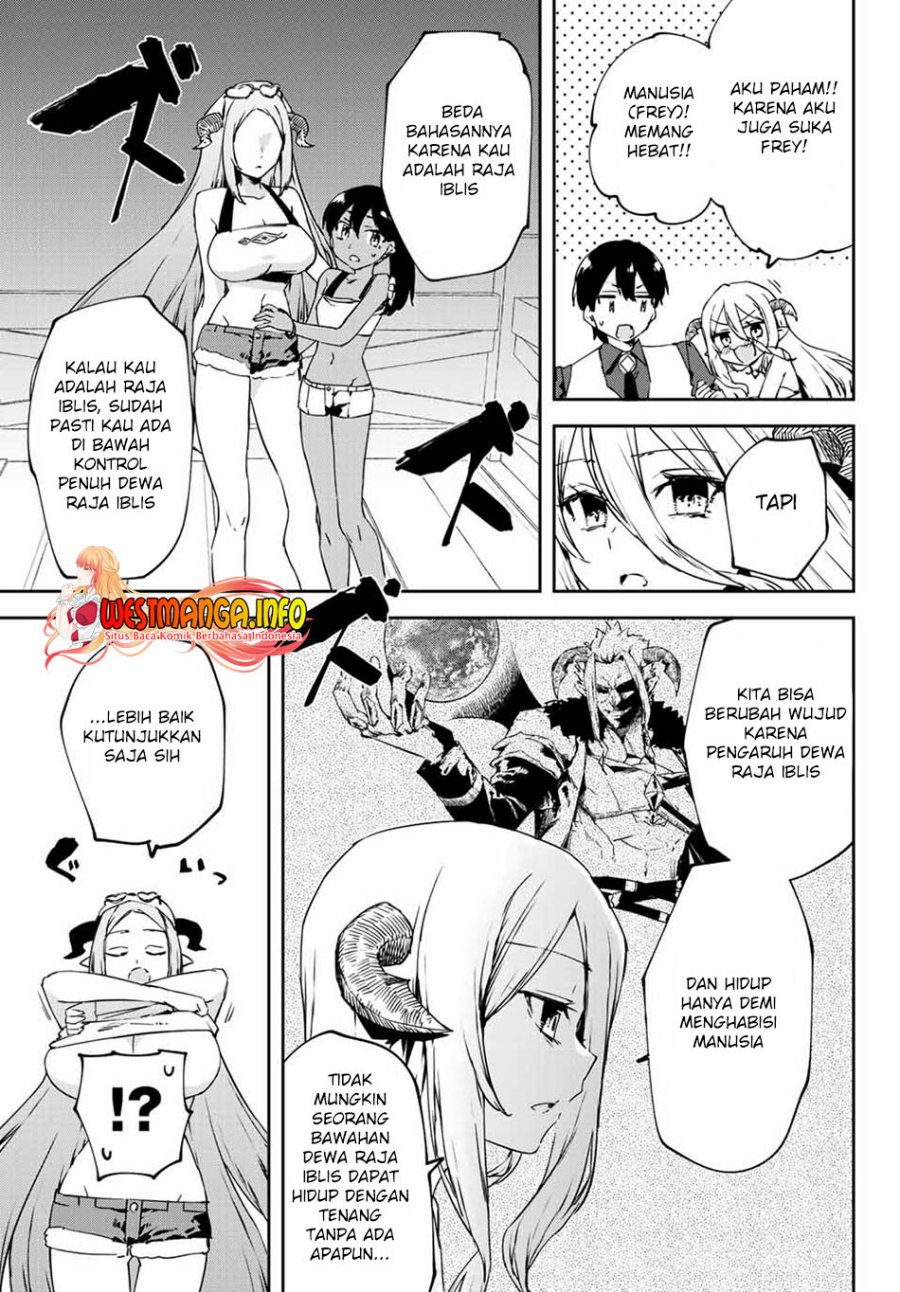 AKU PAHAM!!
KARENA AKU
JUGA SUKA
FREY!
MANUSIA
(FREY)!
MEMANG
HEBAT!!
TAPI
BEDA
BAHASANNYA
KARENA KAU
ADALAH RAJA
IBLIS
KALAU KAU
ADALAH RAJA
IBLIS, SUDAH
PASTI KAU ADA
DI BAWAH
KONTROL
PENUH DEWA
RAJA IBLIS
WESTMANGA.INFO
Situs Baca Komik Berbahasa Indonesia
KITA BISA
BERUBAH WUJUD
KARENA
PENGARUH DEWA
RAJA IBLIS
DAN HIDUP
HANYA DEMI
MENGHABISI
MANUSIA
TIDAK
MUNGKIN
SEORANG
BAWAHAN
DEWA RAJA
IBLIS DAPAT
HIDUP DENGAN
TENANG
TANPA ADA
APAPUN...
...LEBIH BAIK
KUTUNJUKKAN
SAJA SIH
!?